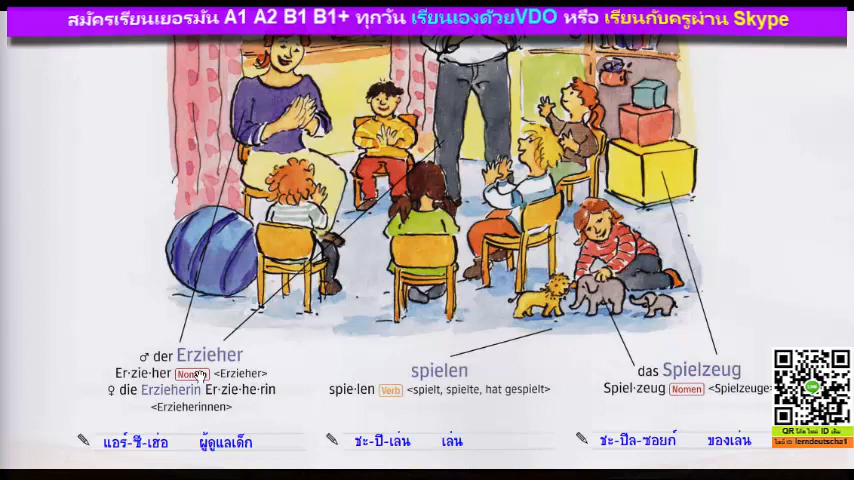 สมัครเรียนเยอรมัน A1 A2 B1 B1+ ทุกวัน เรียนเองด้วยVDO หรือ เรียนกับครูผ่าน Skype
♂ der Erzieher
Er·zie·her Nomen <Erzieher>
♀ die Erzieherin Er·zie·he·rin
<Erzieherinnen>
spielen
spie·len Verb <spielt, spielte, hat gespielt>
das Spielzeug
Spiel·zeug Nomen <Spielzeuge>
แอร์-ซี-เฮ่อ ผู้ดูแลเด็ก
ชะ-ปี-เล่น เล่น
ชะ-ปีล-ซอยก์ ของเล่น